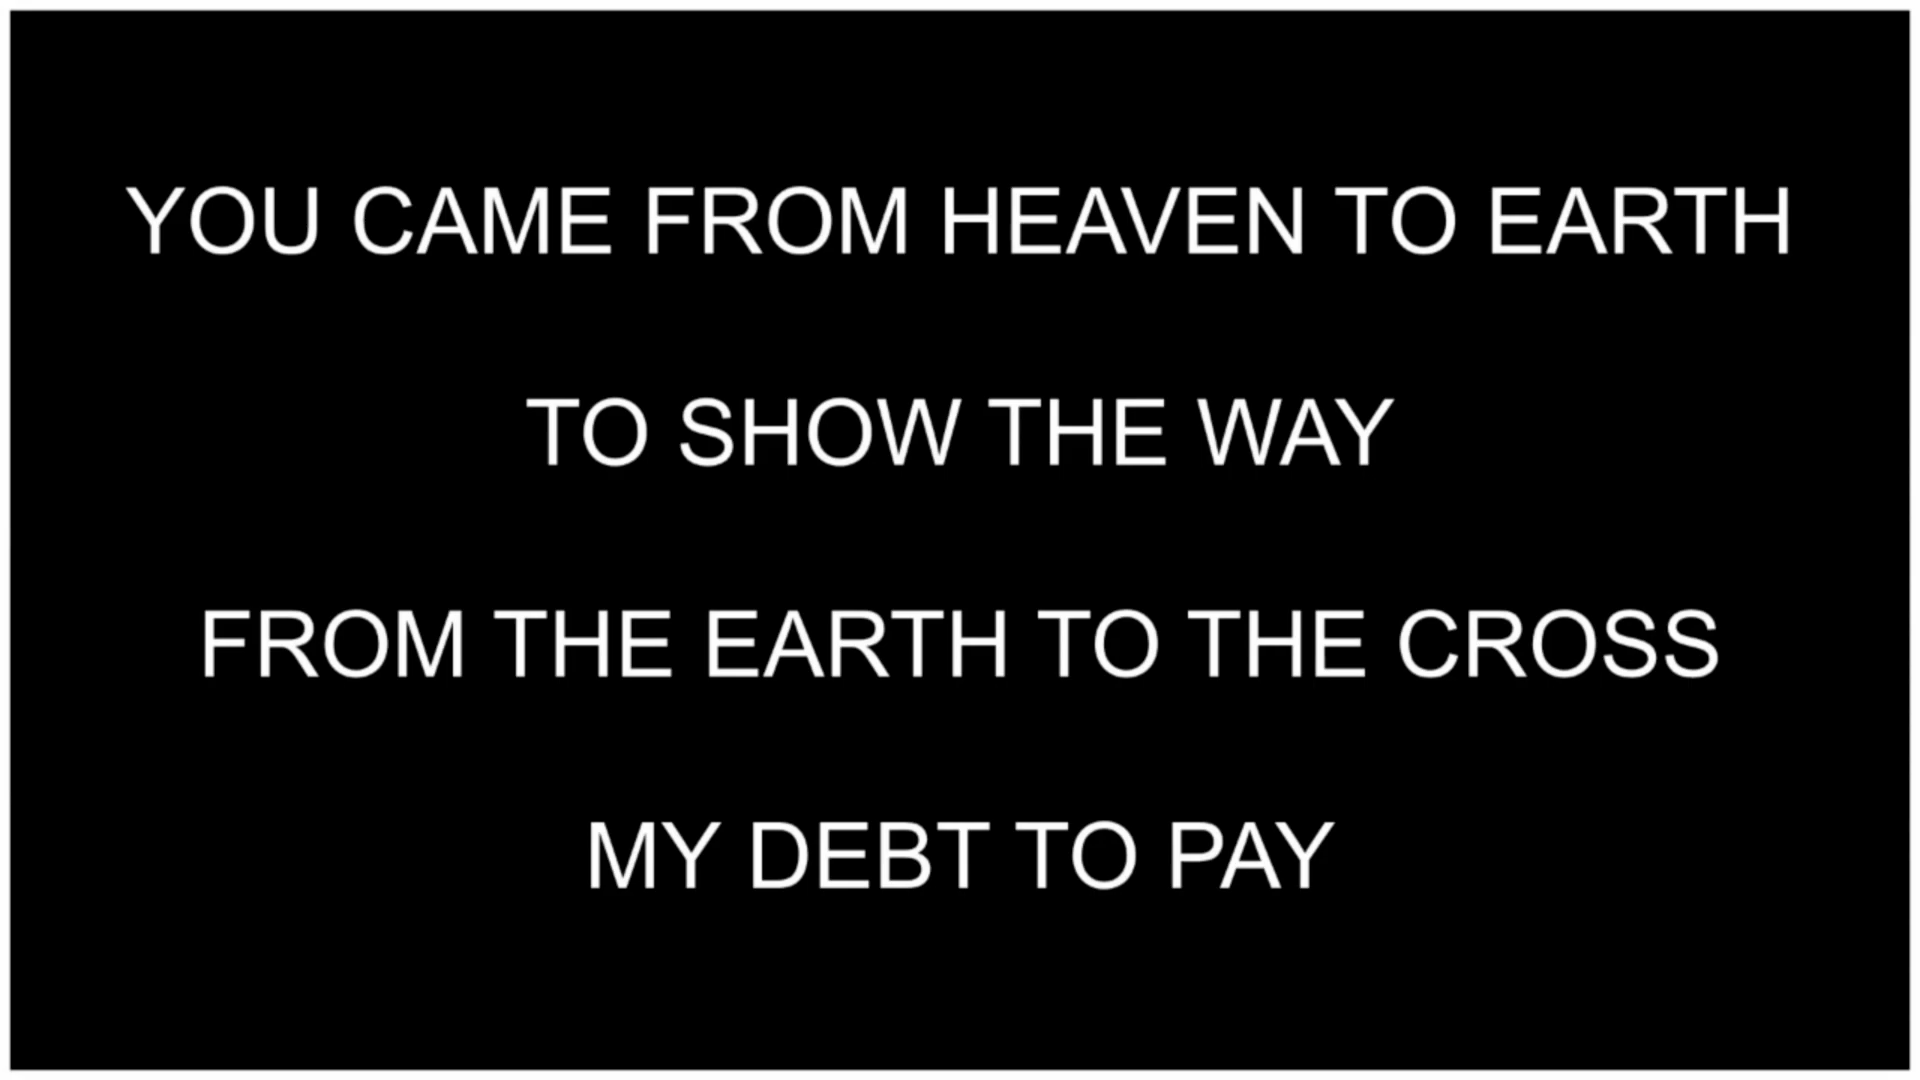 YOU CAME FROM HEAVEN TO EARTH
TO SHOW THE WAY
FROM THE EARTH TO THE CROSS
MY DEBT TO PAY